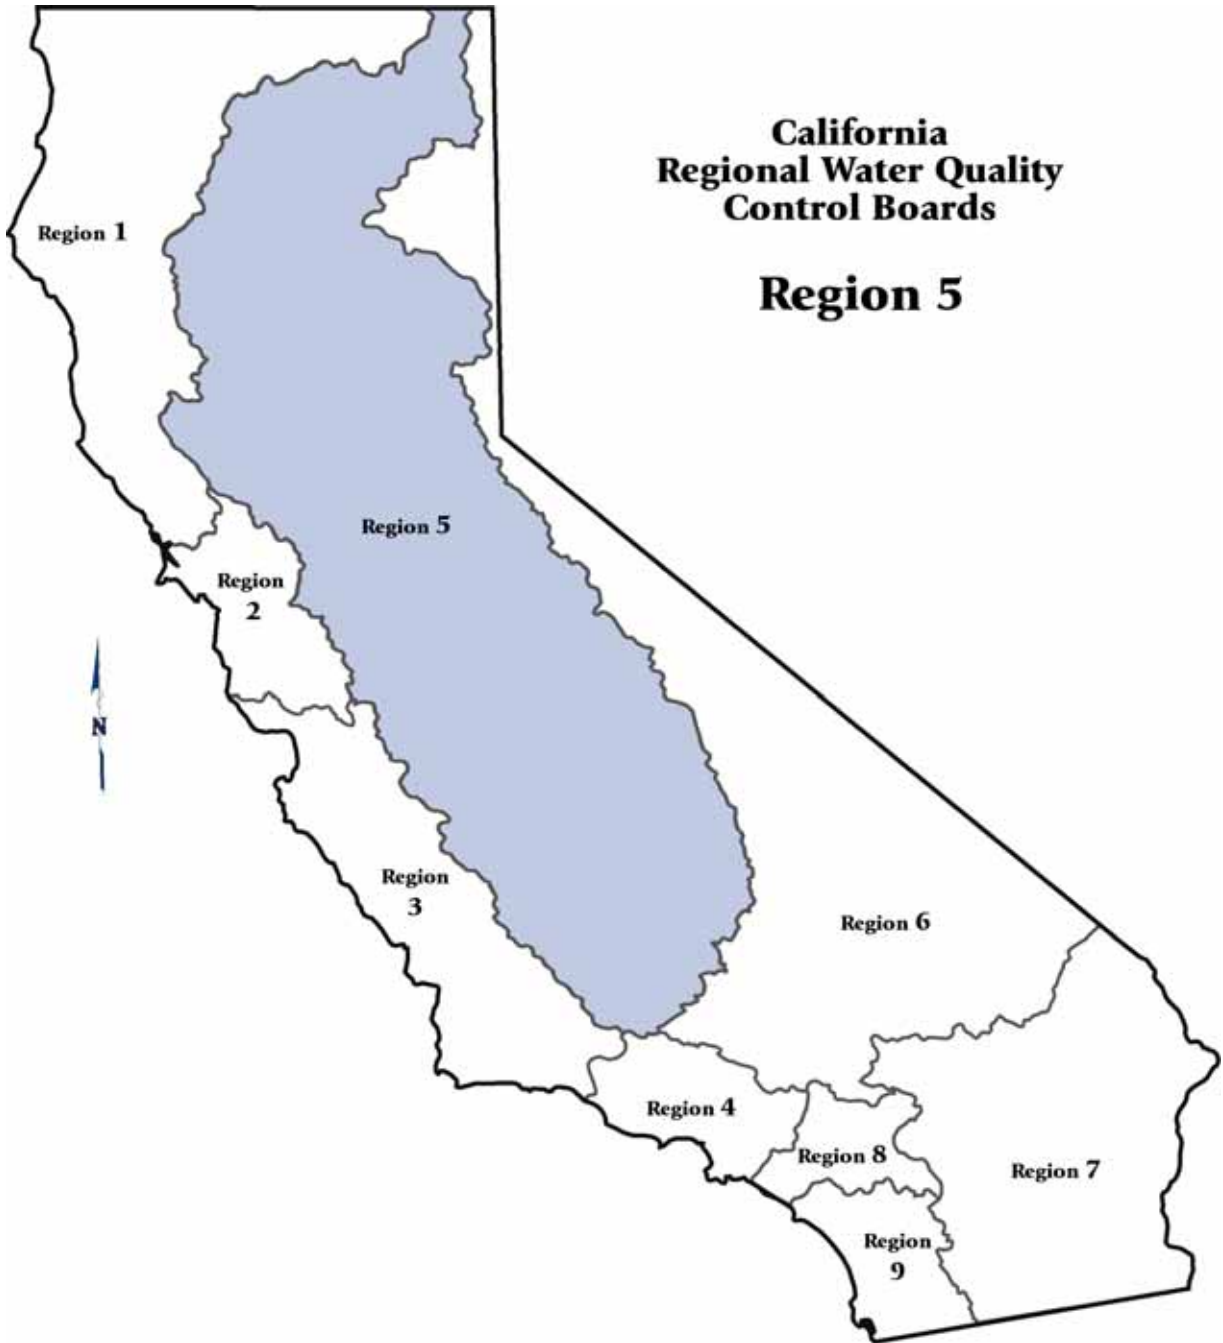 California
Regional Water Quality
Control Boards
Region 5
Region 1
Region 5
Region
2
N
Region
3
Region 6
Region 4
Region 8
Region 7
Region
9